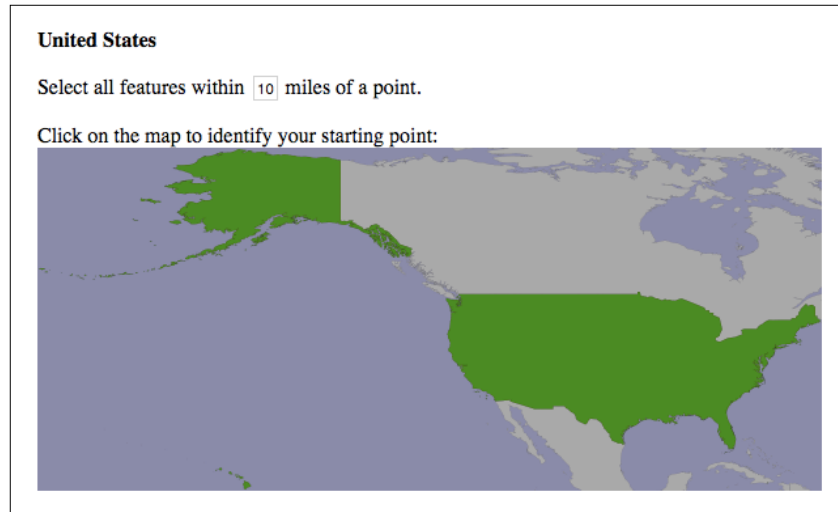 United States
Select all features within 10 miles of a point.
Click on the map to identify your starting point: